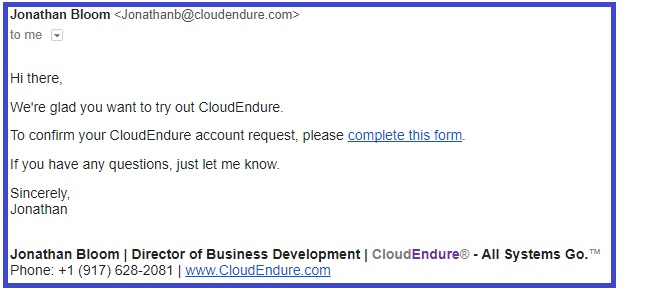 Jonathan Bloom <Jonathanb@cloudendure.com>
to me
Hi there,
We're glad you want to try out CloudEndure.
To confirm your CloudEndure account request, please complete this form.
If you have any questions, just let me know.
Sincerely,
Jonathan
Jonathan Bloom | Director of Business Development | CloudEndure® - All Systems Go.™
Phone: +1 (917) 628-2081 | www.CloudEndure.com